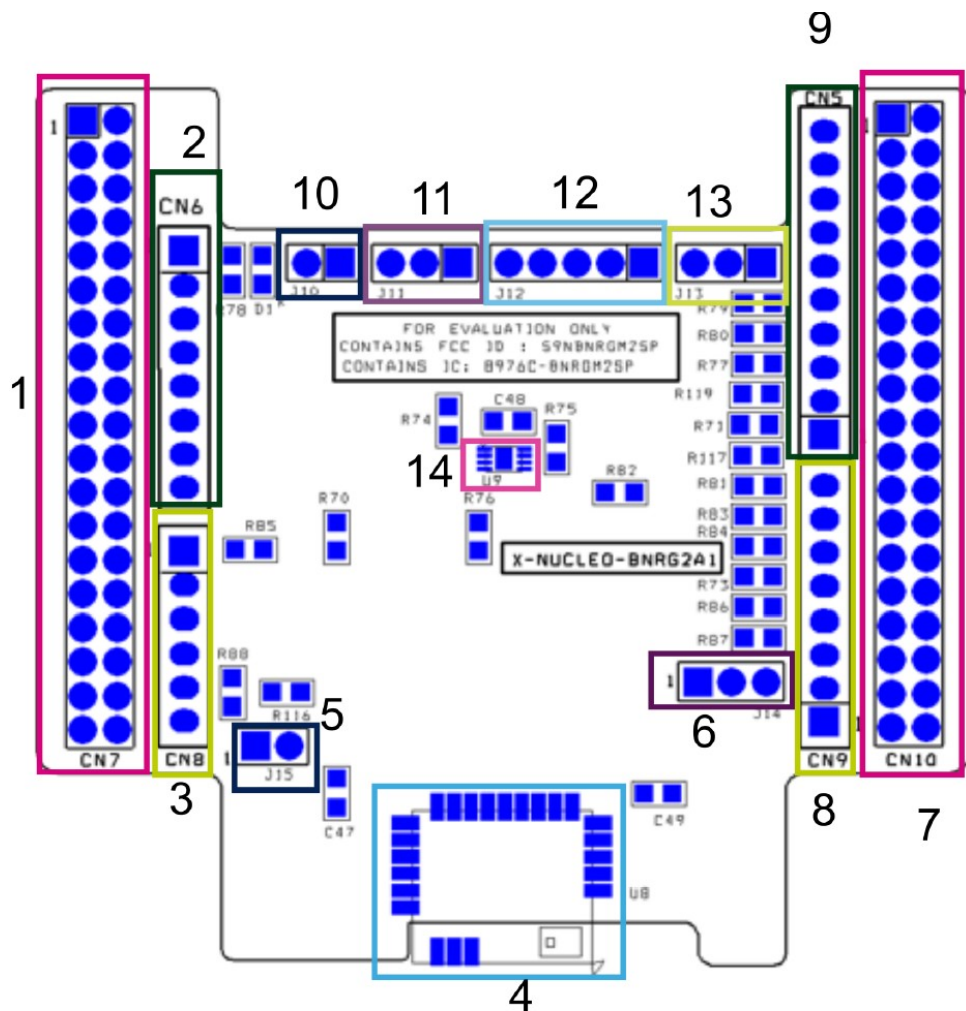 9
CN5
1
1
2
CN6
10
11
12
13
J10
J11
J12
J13
R78
D1
R79
FOR EVALUATION ONLY
CONTAINS FCC ID : S9NBNRGM2SP
CONTAINS IC: 8976C-BNRGM2SP
R80
R77
R119
1
C48
R74
R75
R71
14
U9
R117
R82
R81
R70
R76
R85
R83
R84
X-NUCLEO-BNRG2A1
R73
R86
R87
R88
1
R116
5
J14
6
1
J15
CN7
CN8
CN9
1
CN10
3
C47
C49
8
7
U8
4